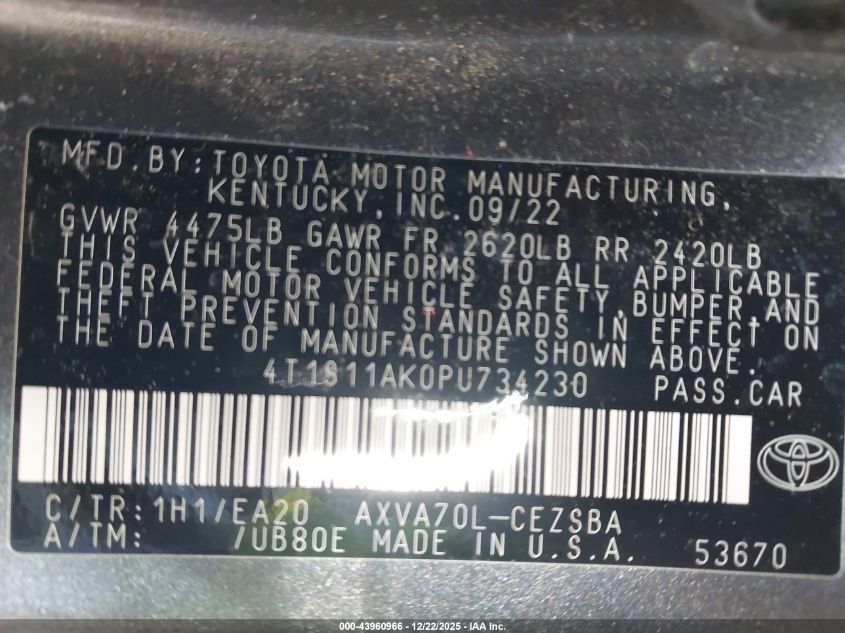 MFD.BY:TOYOTA MOTOR MANUFACTURING,
KENTUCKY,INC.09/22
GVWR 4475LB GAWR FR 2620LB RR 2420LB
THIS VEHICLE CONFORMS TO ALL APPLICABLE
FEDERAL MOTOR VEHICLE SAFETY,BUMPER,AND
THEFT PREVENTION STANDARDS IN EFFECT ON
THE DATE OF MANUFACTURE SHOWN ABOVE.
4T1S11AK0PU734230 PASS.CAR
C/TR:1H1/EA20 AXVA70L-CEZSBA
A/TM: /UB80E MADE IN U.S.A. 53670
000-43960966 - 12/22/2025 - IAA Inc.